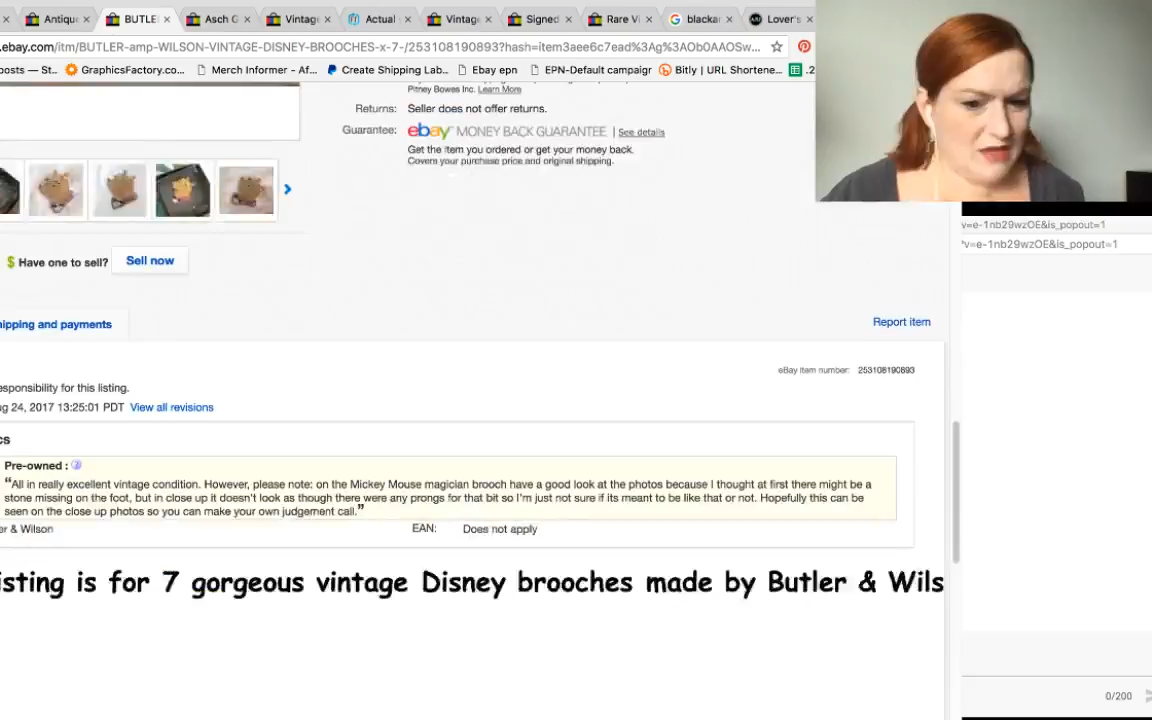 Antique
BUTLE
Asch G
Vintage
Actual
Vintage
Signed
Rare Vi
blacka
Lover's
ebay.com/itm/BUTLER-amp-WILSON-VINTAGE-DISNEY-BROOCHES-x-7-/253108190893?hash=item3aee6c7ead%3Ag%3AOb0AAOSw...
posts — St...
GraphicsFactory.co...
Merch Informer - Af...
Create Shipping Lab...
Ebay epn
EPN-Default campaigr
Bitly | URL Shortene...
.2
Pitney Bowes Inc. Learn More
Returns: Seller does not offer returns.
Guarantee: ebay MONEY BACK GUARANTEE | See details
Get the item you ordered or get your money back.
Covers your purchase price and original shipping.
v=e-1nb29wzOE&is_popout=1
?v=e-1nb29wzOE&is_popout=1
$ Have one to sell? Sell now
hipping and payments
Report item
eBay item number: 253108190893
esponsibility for this listing.
ug 24, 2017 13:25:01 PDT View all revisions
cs
Pre-owned :
“All in really excellent vintage condition. However, please note: on the Mickey Mouse magician brooch have a good look at the photos because I thought at first there might be a
stone missing on the foot, but in close up it doesn't look as though there were any prongs for that bit so I'm just not sure if its meant to be like that or not. Hopefully this can be
seen on the close up photos so you can make your own judgement call.”
er & Wilson
EAN: Does not apply
isting is for 7 gorgeous vintage Disney brooches made by Butler & Wils
0/200